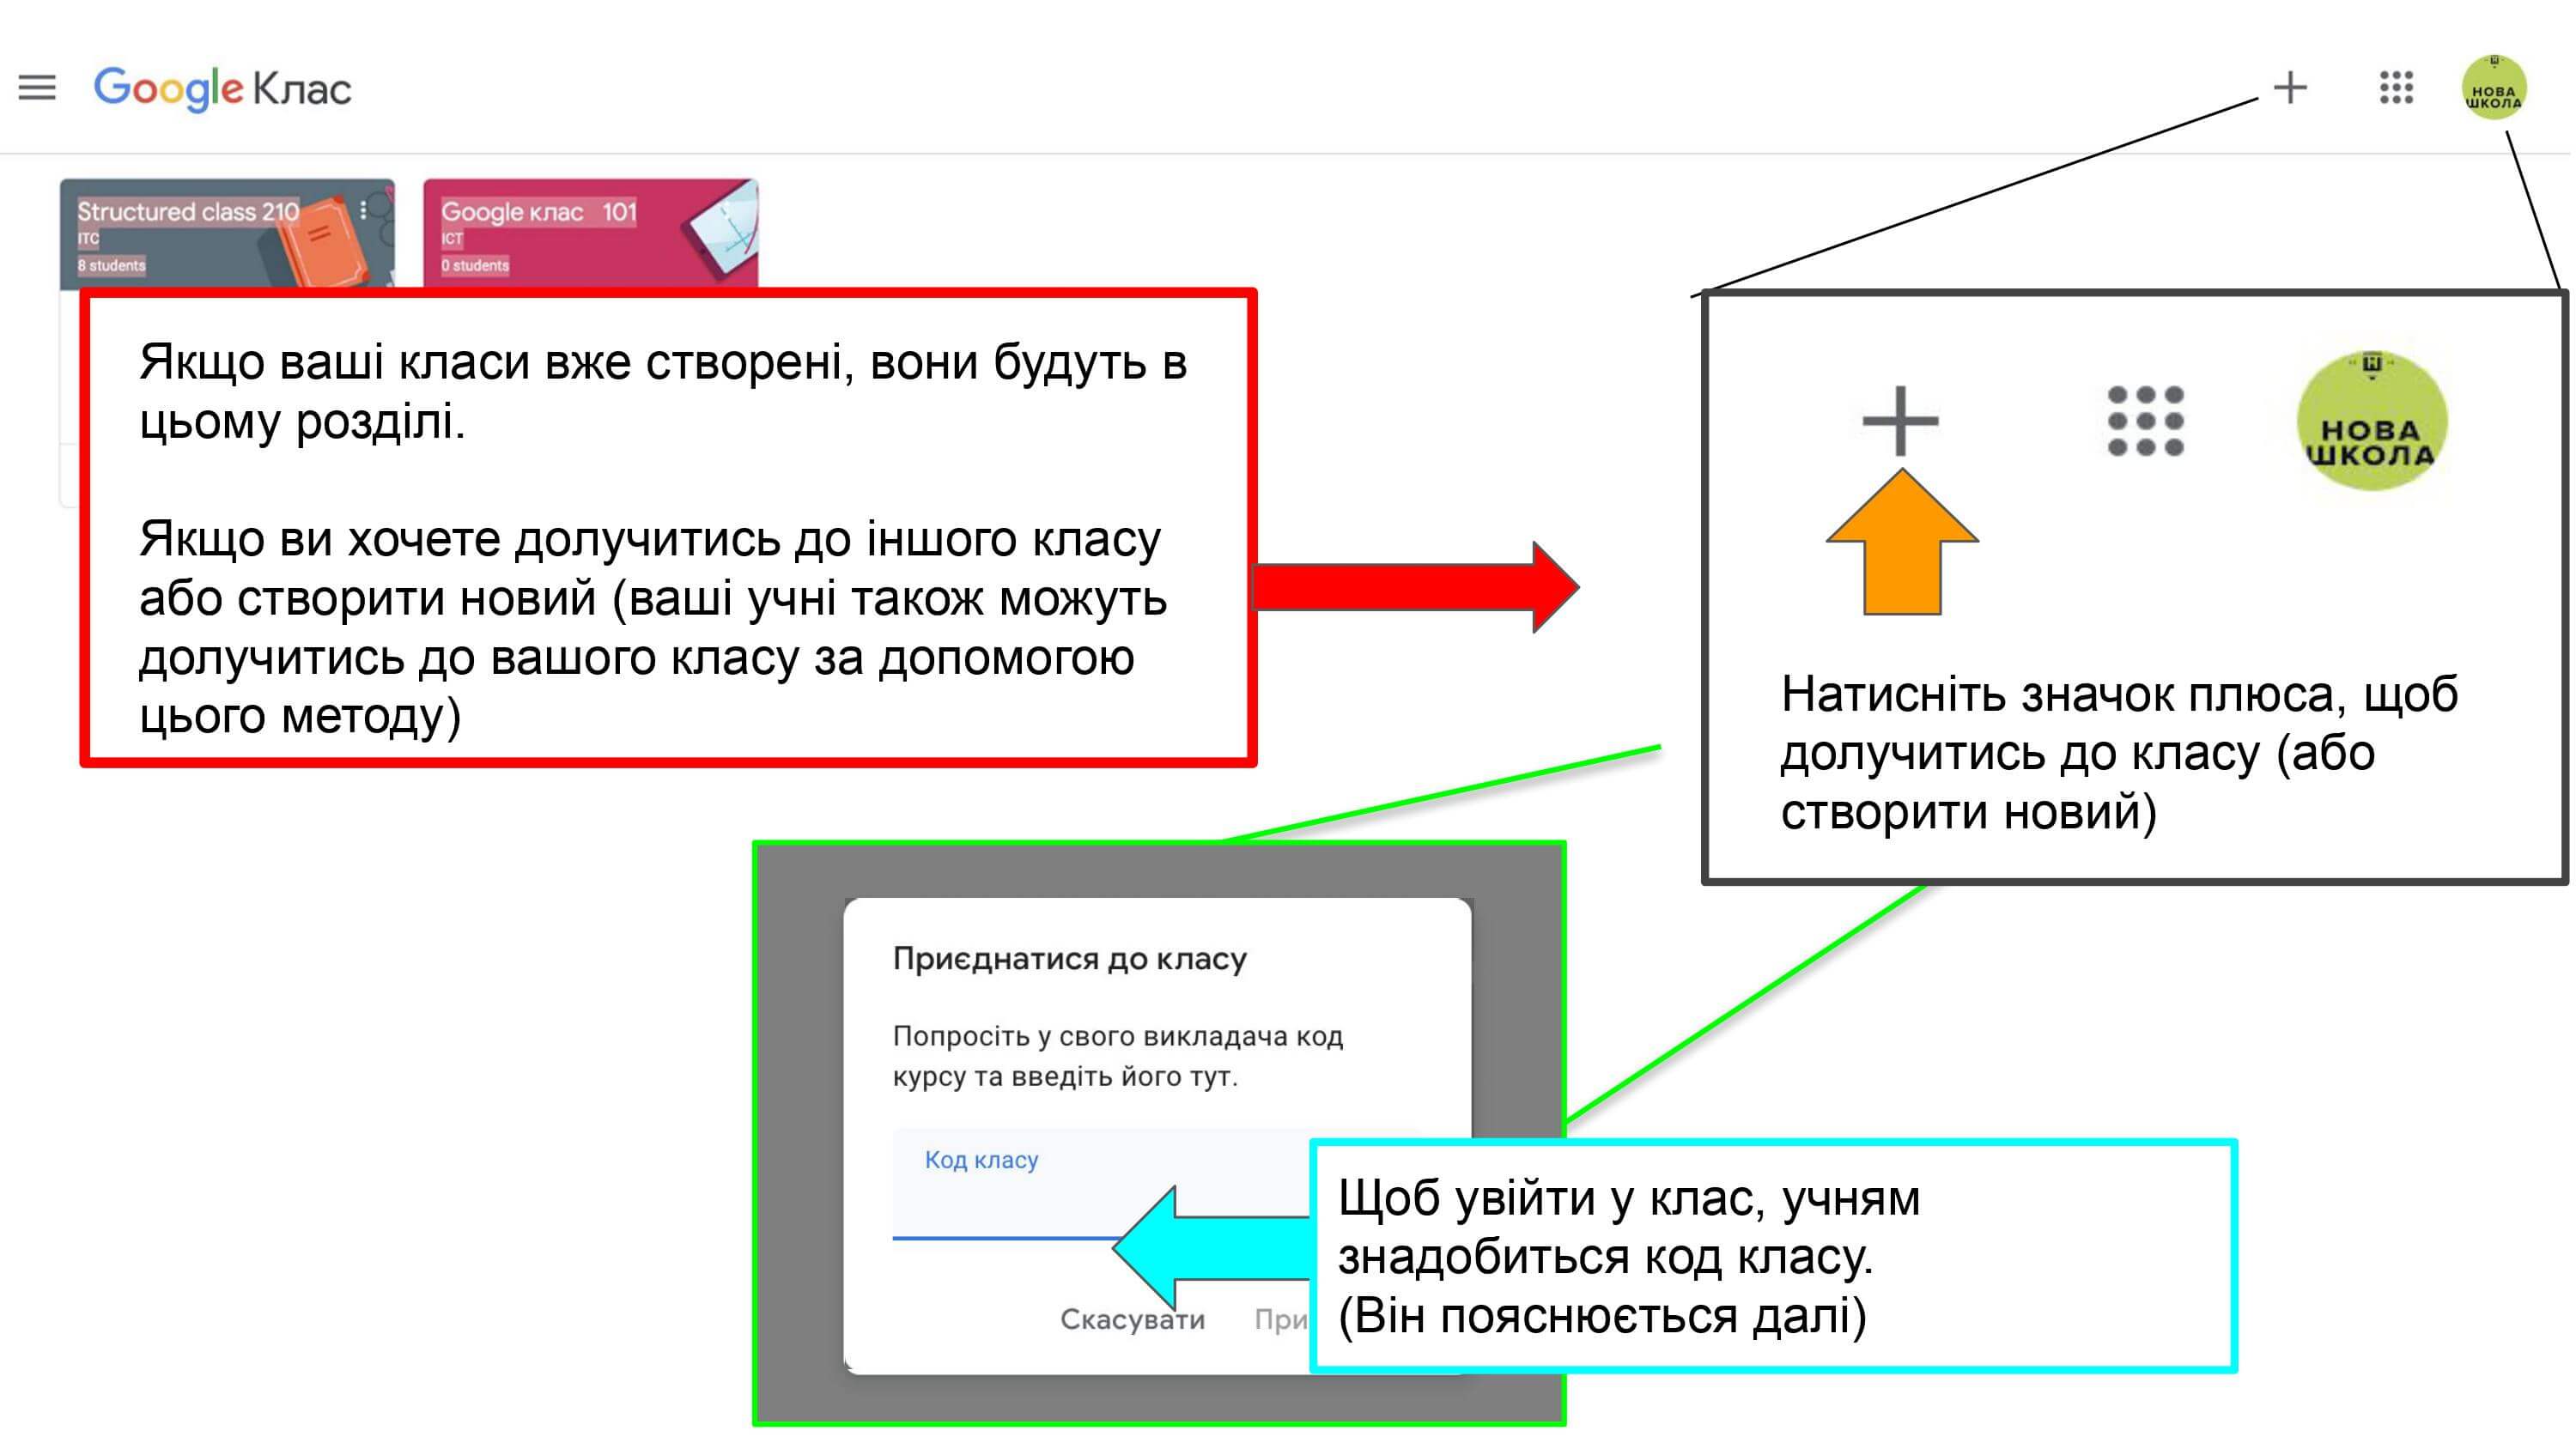 Google Клас
НОВА
ШКОЛА
Structured class 210
ITC
8 students
Google клас 101
ICT
0 students
Якщо ваші класи вже створені, вони будуть в
цьому розділі.
Якщо ви хочете долучитись до іншого класу
або створити новий (ваші учні також можуть
долучитись до вашого класу за допомогою
цього методу)
НОВА
ШКОЛА
Натисніть значок плюса, щоб
долучитись до класу (або
створити новий)
Приєднатися до класу
Попросіть у свого викладача код
курсу та введіть його тут.
Код класу
Скасувати При
Щоб увійти у клас, учням
знадобиться код класу.
(Він пояснюється далі)